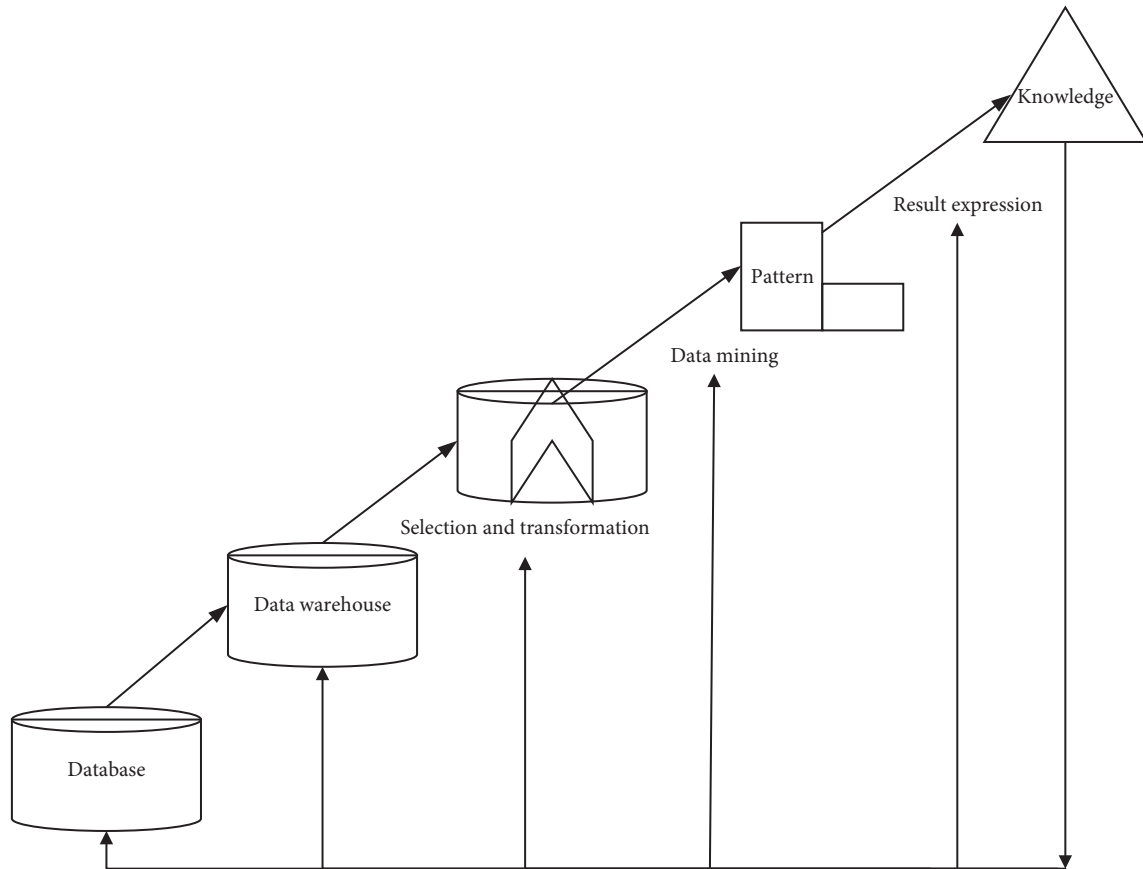 Knowledge
Result expression
Pattern
Data mining
Selection and transformation
Data warehouse
Database